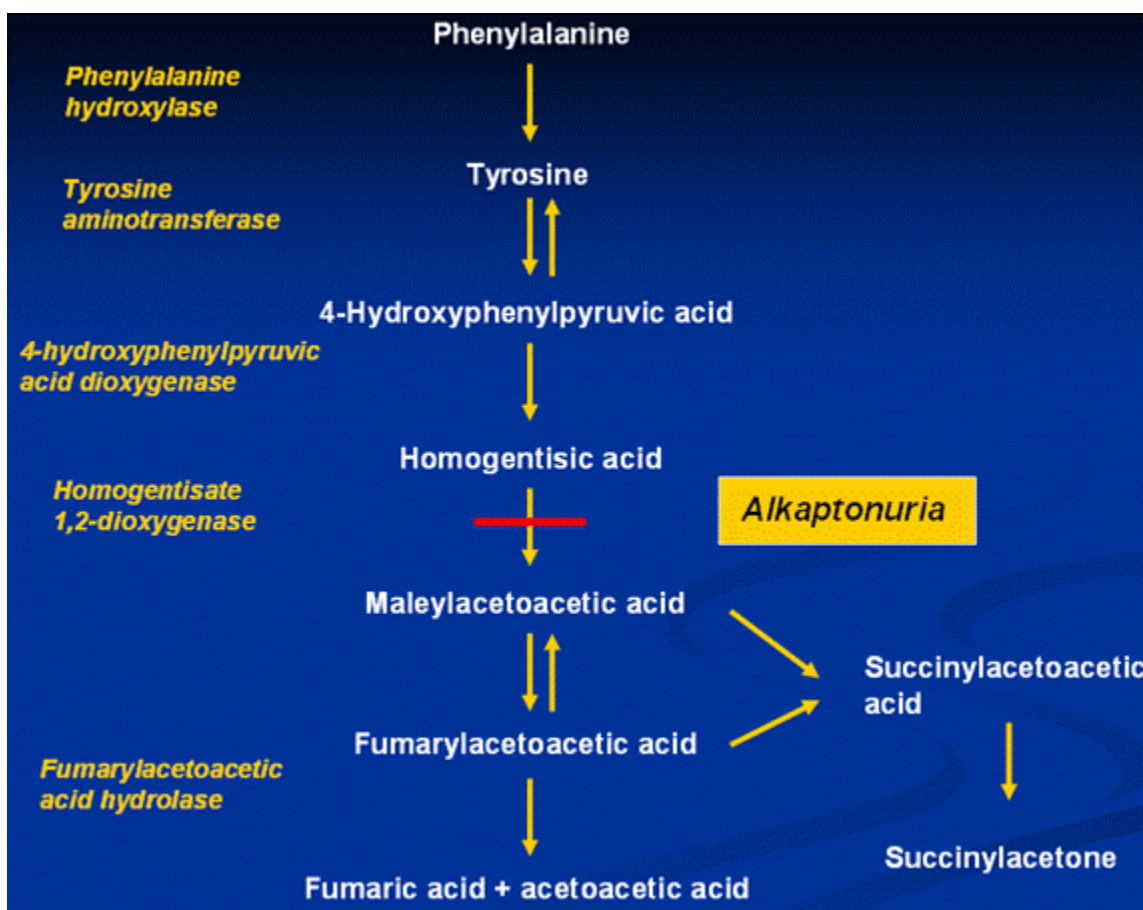 Phenylalanine
Phenylalanine
hydroxylase
Tyrosine
Tyrosine
aminotransferase
4-Hydroxyphenylpyruvic acid
4-hydroxyphenylpyruvic
acid dioxygenase
Homogentisic acid
Homogentisate
1,2-dioxygenase
Alkaptonuria
Maleylacetoacetic acid
Succinylacetoacetic
acid
Fumarylacetoacetic acid
Fumarylacetoacetic
acid hydrolase
Succinylacetone
Fumaric acid + acetoacetic acid